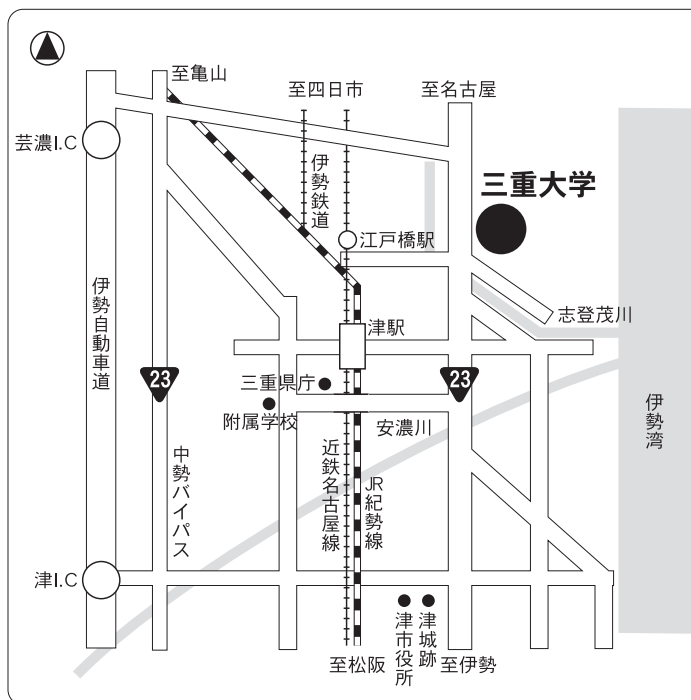 至亀山
至四日市
至名古屋
芸濃I.C
伊勢鉄道
三重大学
江戸橋駅
伊勢自動車道
志登茂川
津駅
23
三重県庁
23
附属学校
安濃川
伊勢湾
中勢バイパス
近鉄名古屋線
JR紀勢線
津I.C
津市役所
津城跡
至松阪
至伊勢